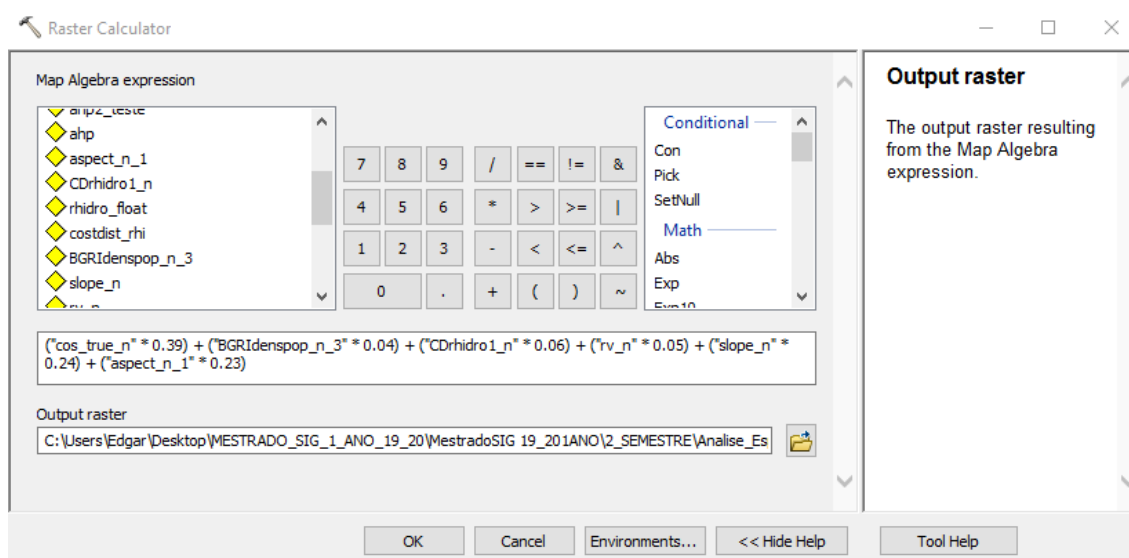 Raster Calculator
Map Algebra expression
ahp2_teste
ahp
aspect_n_1
CDrhidro1_n
rhidro_float
costdist_rhi
BGRIdenspop_n_3
slope_n
rv_n
7 8 9 / == != &
4 5 6 * > >= |
1 2 3 - < <= ^
0 . + ( ) ~
Conditional
Con
Pick
SetNull
Math
Abs
Exp
Exp10
("cos_true_n" * 0.39) + ("BGRIdenspop_n_3" * 0.04) + ("CDrhidro1_n" * 0.06) + ("rv_n" * 0.05) + ("slope_n" *
0.24) + ("aspect_n_1" * 0.23)
Output raster
C:\Users\Edgar\Desktop\MESTRADO_SIG_1_ANO_19_20\MestradoSIG 19_201ANO\2_SEMESTRE\Analise_Es
OK Cancel Environments... << Hide Help Tool Help
Output raster
The output raster resulting
from the Map Algebra
expression.